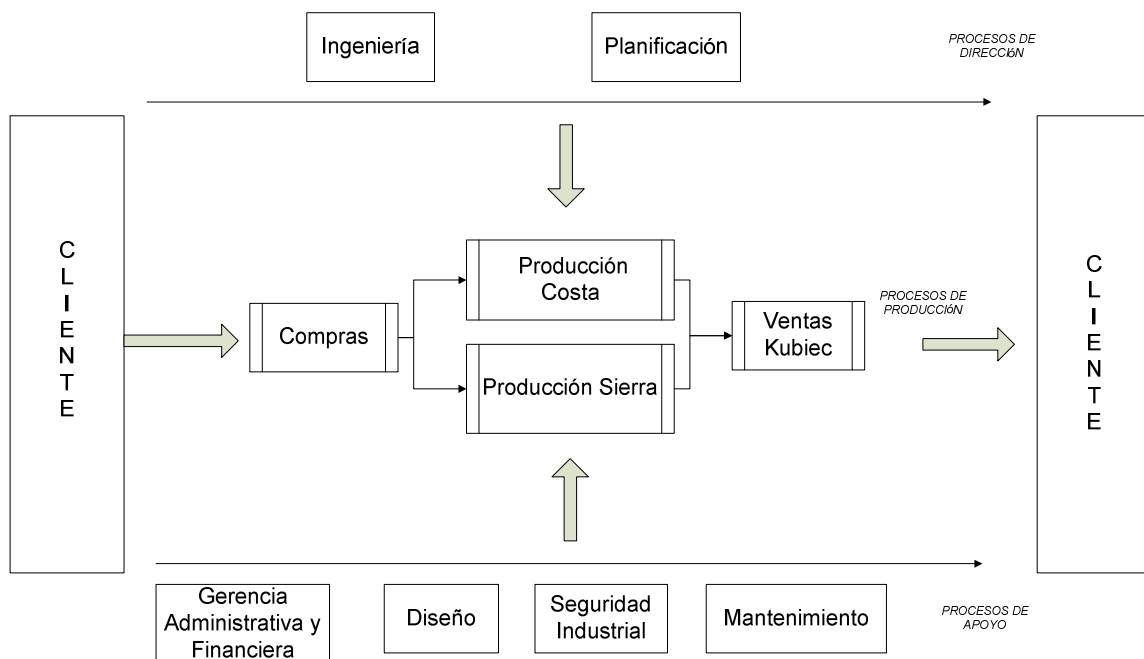 Ingeniería
Planificación
PROCESOS DE
DIRECCIÓN
C
L
I
E
N
T
E
Producción
Costa
Compras
Producción Sierra
Ventas
Kubiec
PROCESOS DE
PRODUCCIÓN
C
L
I
E
N
T
E
Gerencia
Administrativa y
Financiera
Diseño
Seguridad
Industrial
Mantenimiento
PROCESOS DE
APOYO